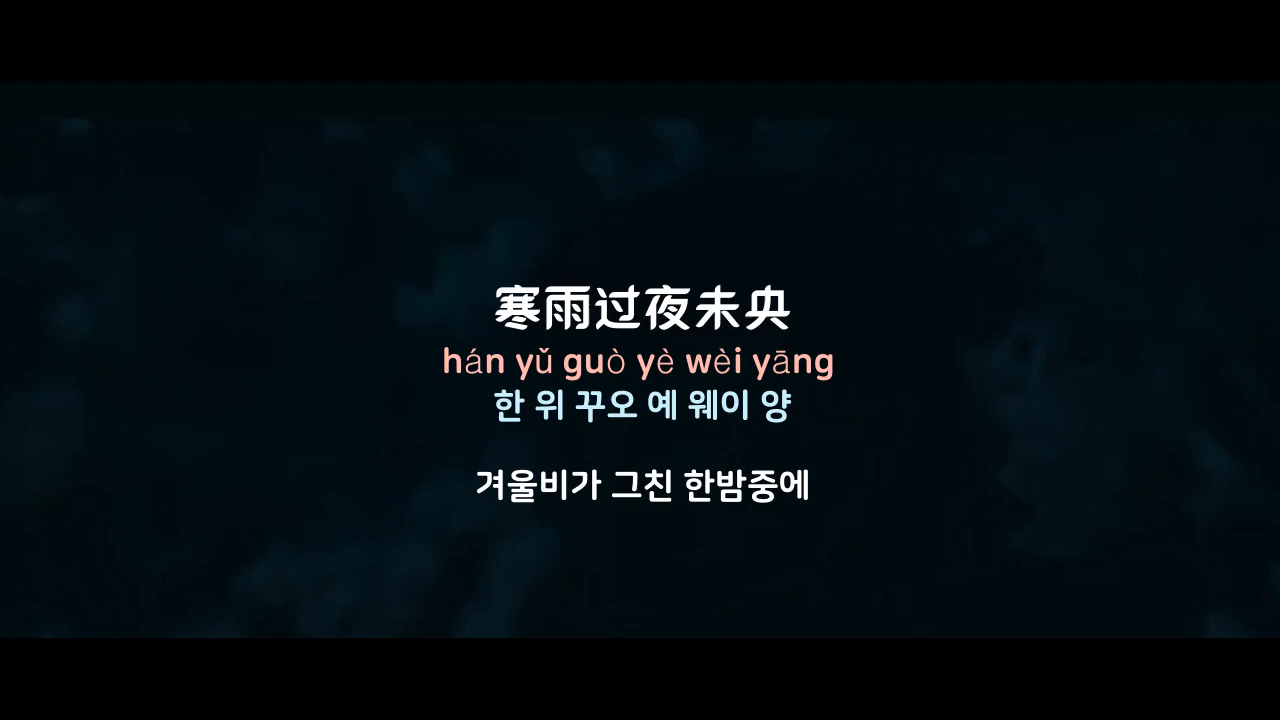 寒雨过夜未央
hán yǔ guò yè wèi yāng
한 위 꾸오 예 웨이 양
겨울비가 그친 한밤중에